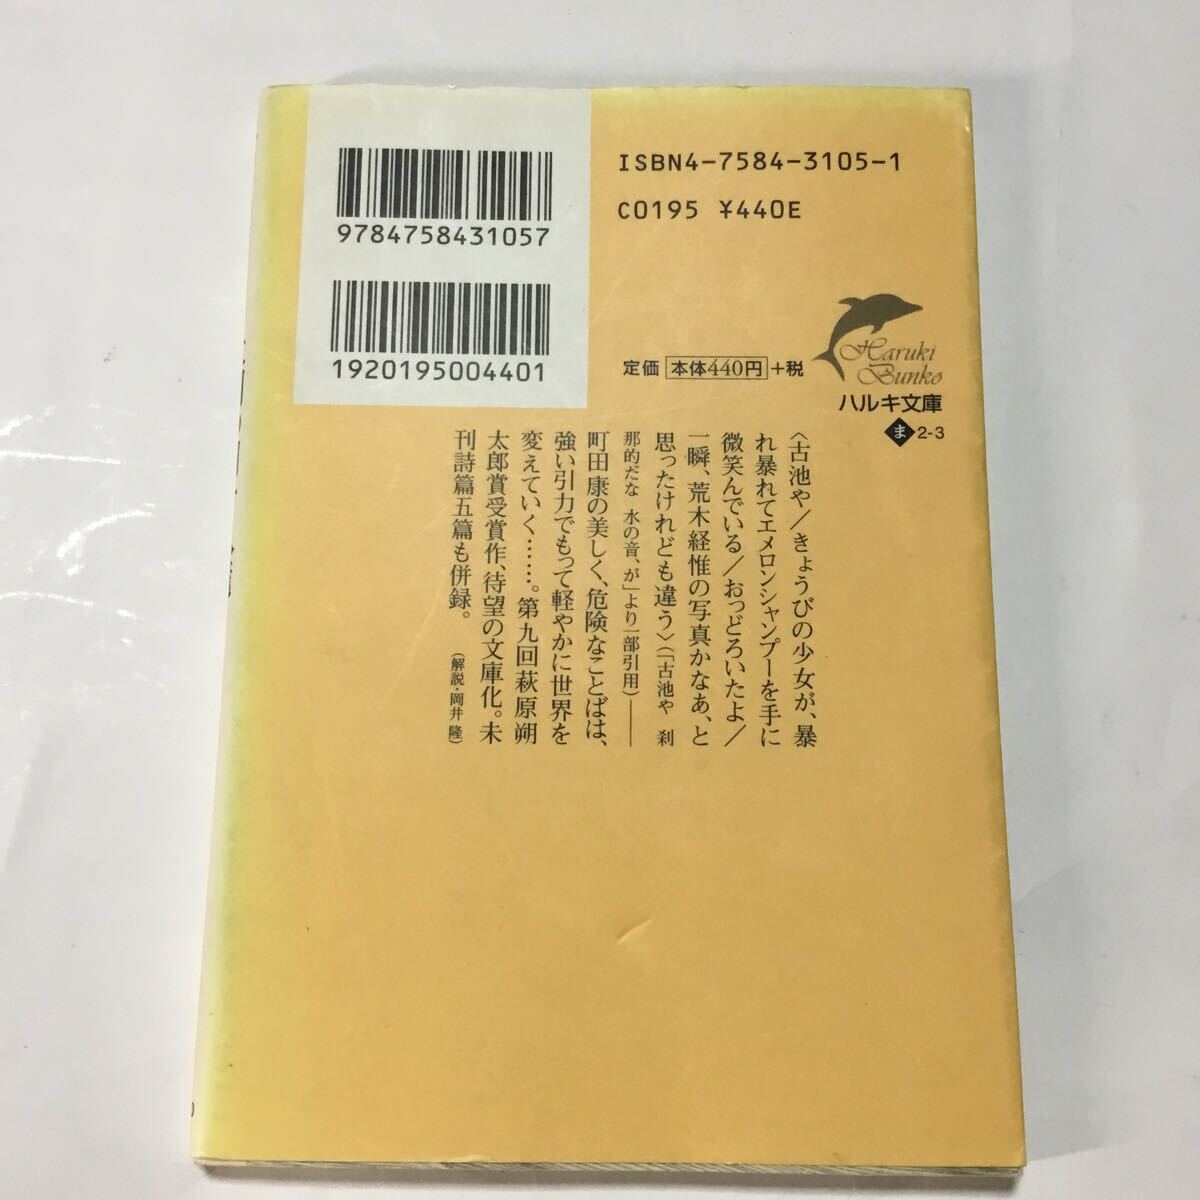 9784758431057
1920195004401
ISBN4-7584-3105-1
C0195 ¥440E
定価 本体440円 +税
Haruki
Bunko
ハルキ文庫
ま 2-3
〈古池や/きょうびの少女が、暴
れ暴れてエメロンシャンプーを手に
微笑んでいる/おっどろいたよ/
一瞬、荒木経惟の写真かなあ、と
思ったけれども違う〉(「古池や 刹
那的だな 水の音、が」より一部引用)――
町田康の美しく、危険なことばは、
強い引力でもって軽やかに世界を
変えていく……。第九回萩原朔
太郎賞受賞作、待望の文庫化。未
刊詩篇五篇も併録。
(解説・岡井 隆)